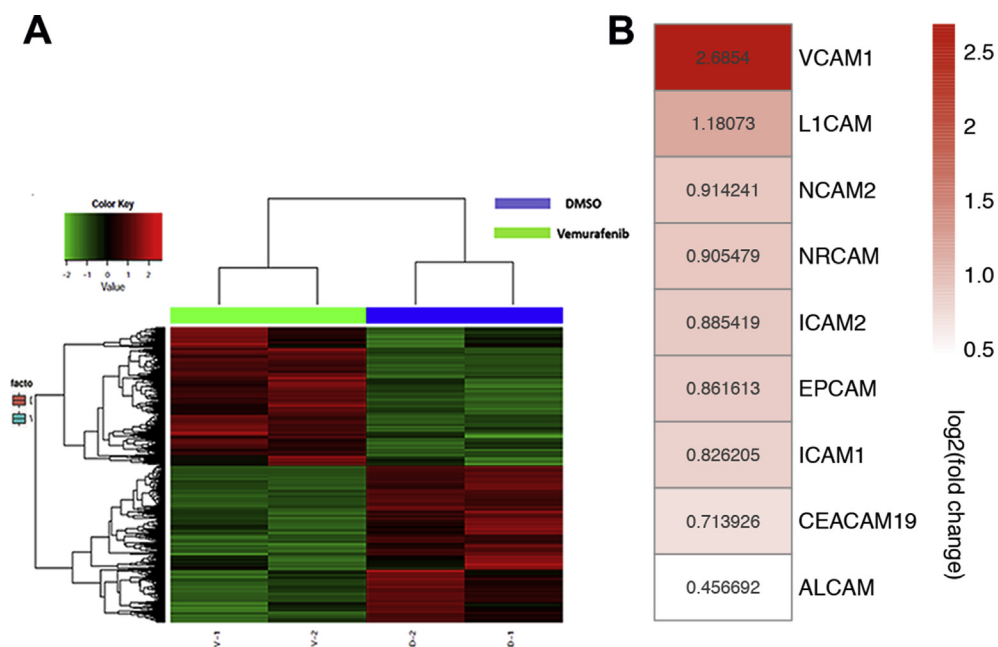 A
B
Color Key
-2 -1 0 1 2
Value
DMSO
Vemurafenib
facto
V-1
V-2
2.6854 VCAM1
1.18073 L1CAM
0.914241 NCAM2
0.905479 NRCAM
0.885419 ICAM2
0.861613 EPCAM
0.826205 ICAM1
0.713926 CEACAM19
0.456692 ALCAM
2.5
2
1.5
1.0
0.5
log2(fold change)